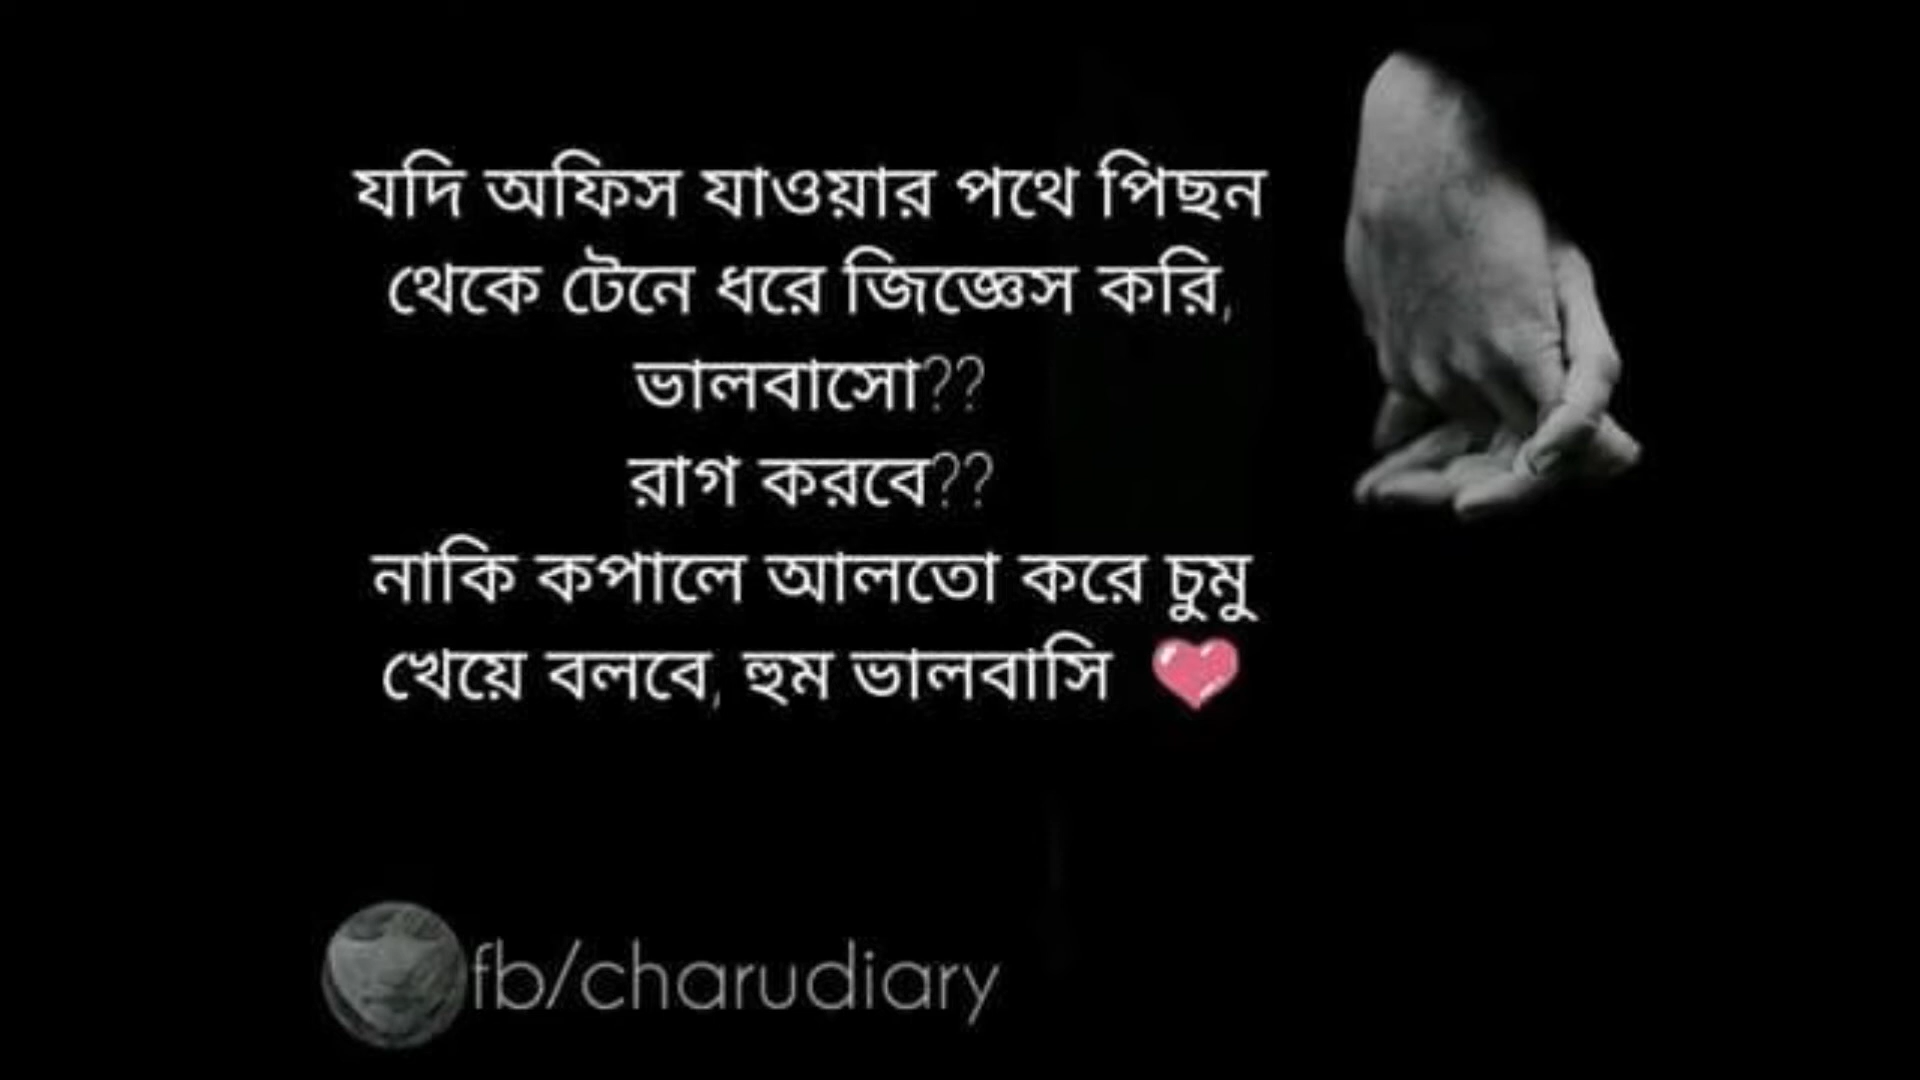 যদি অফিস যাওয়ার পথে পিছন
থেকে টেনে ধরে জিজ্ঞেস করি,
ভালবাসো??
রাগ করবে??
নাকি কপালে আলতো করে চুমু
খেয়ে বলবে, হুম ভালবাসি
fb/charudiary